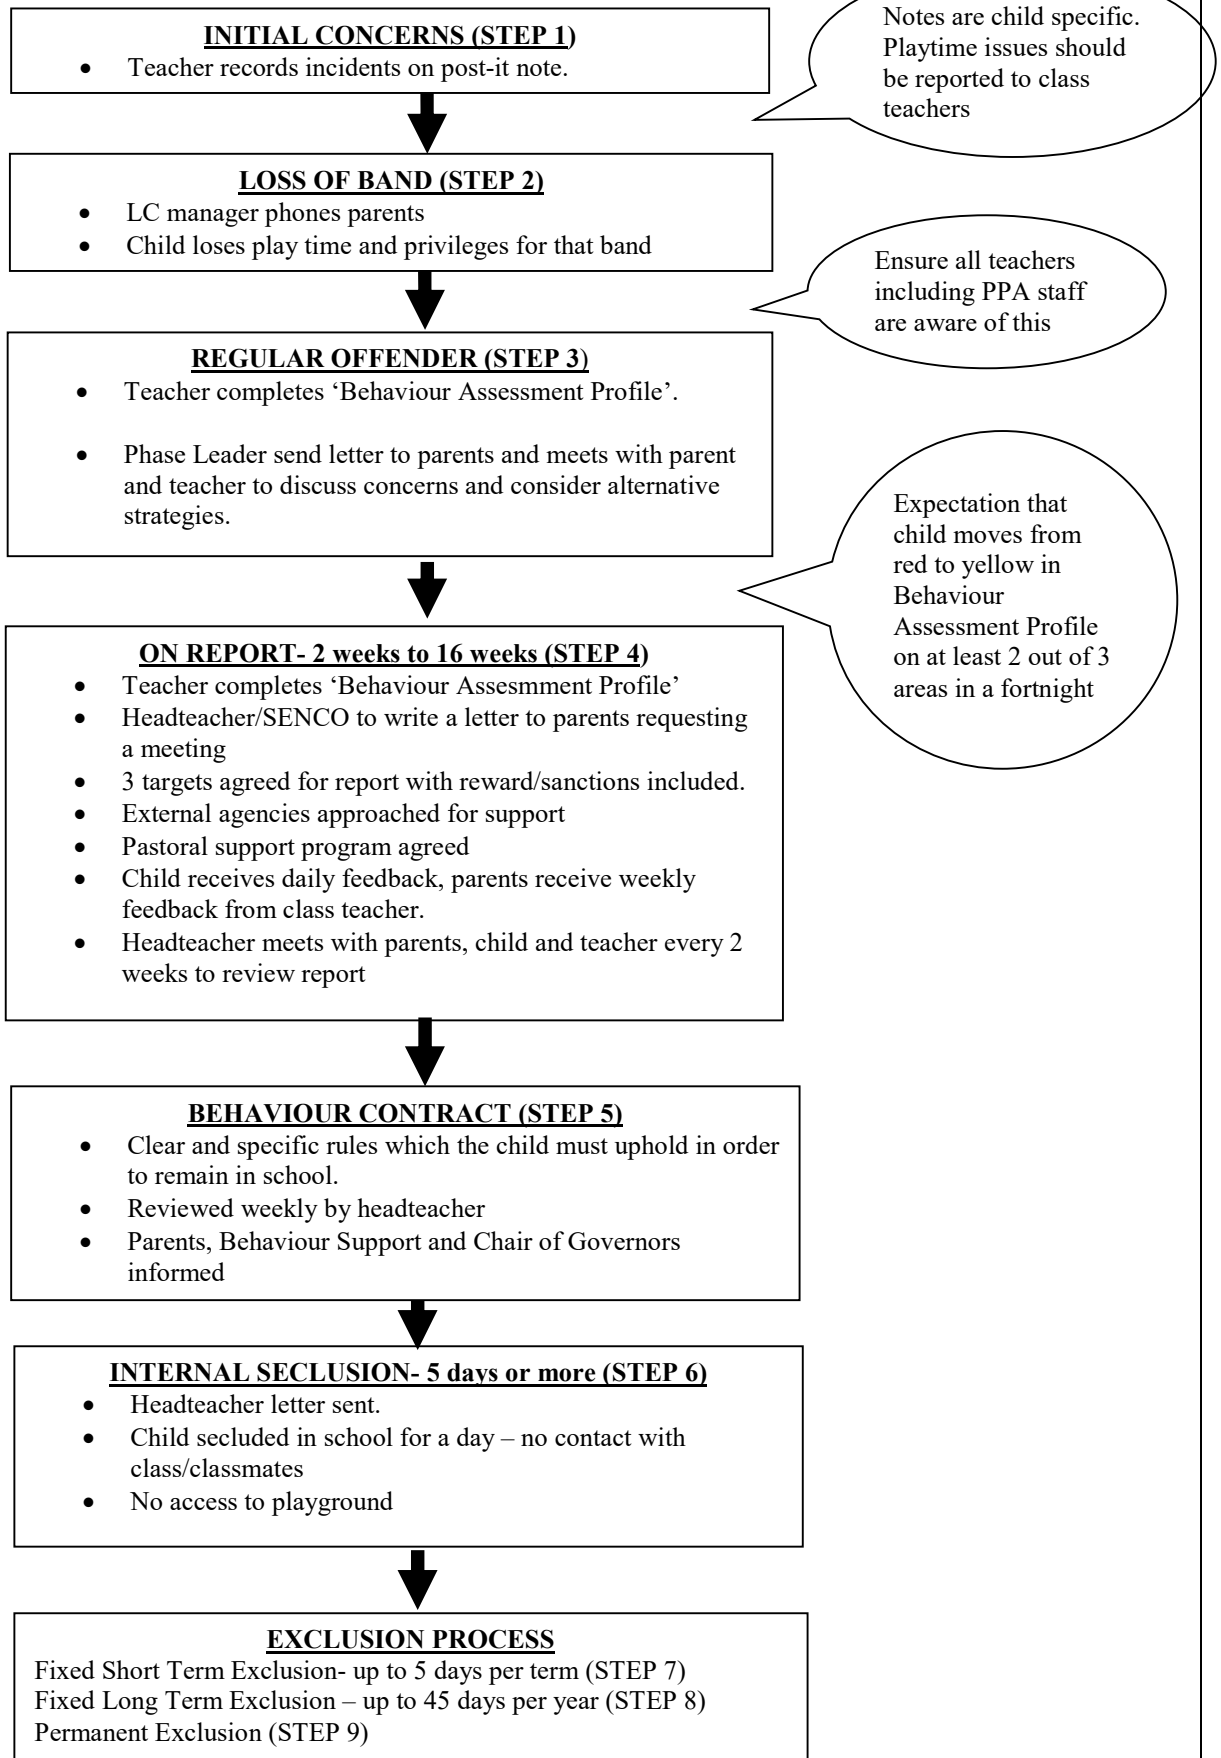 INITIAL CONCERNS (STEP 1)
• Teacher records incidents on post-it note.
Notes are child specific.
Playtime issues should
be reported to class
teachers
LOSS OF BAND (STEP 2)
• LC manager phones parents
• Child loses play time and privileges for that band
Ensure all teachers
including PPA staff
are aware of this
REGULAR OFFENDER (STEP 3)
• Teacher completes ‘Behaviour Assessment Profile’.
• Phase Leader send letter to parents and meets with parent
and teacher to discuss concerns and consider alternative
strategies.
Expectation that
child moves from
red to yellow in
Behaviour
Assessment Profile
on at least 2 out of 3
areas in a fortnight
ON REPORT- 2 weeks to 16 weeks (STEP 4)
• Teacher completes ‘Behaviour Assesmment Profile’
• Headteacher/SENCO to write a letter to parents requesting
a meeting
• 3 targets agreed for report with reward/sanctions included.
• External agencies approached for support
• Pastoral support program agreed
• Child receives daily feedback, parents receive weekly
feedback from class teacher.
• Headteacher meets with parents, child and teacher every 2
weeks to review report
BEHAVIOUR CONTRACT (STEP 5)
• Clear and specific rules which the child must uphold in order
to remain in school.
• Reviewed weekly by headteacher
• Parents, Behaviour Support and Chair of Governors
informed
INTERNAL SECLUSION- 5 days or more (STEP 6)
• Headteacher letter sent.
• Child secluded in school for a day – no contact with
class/classmates
• No access to playground
EXCLUSION PROCESS
Fixed Short Term Exclusion- up to 5 days per term (STEP 7)
Fixed Long Term Exclusion – up to 45 days per year (STEP 8)
Permanent Exclusion (STEP 9)